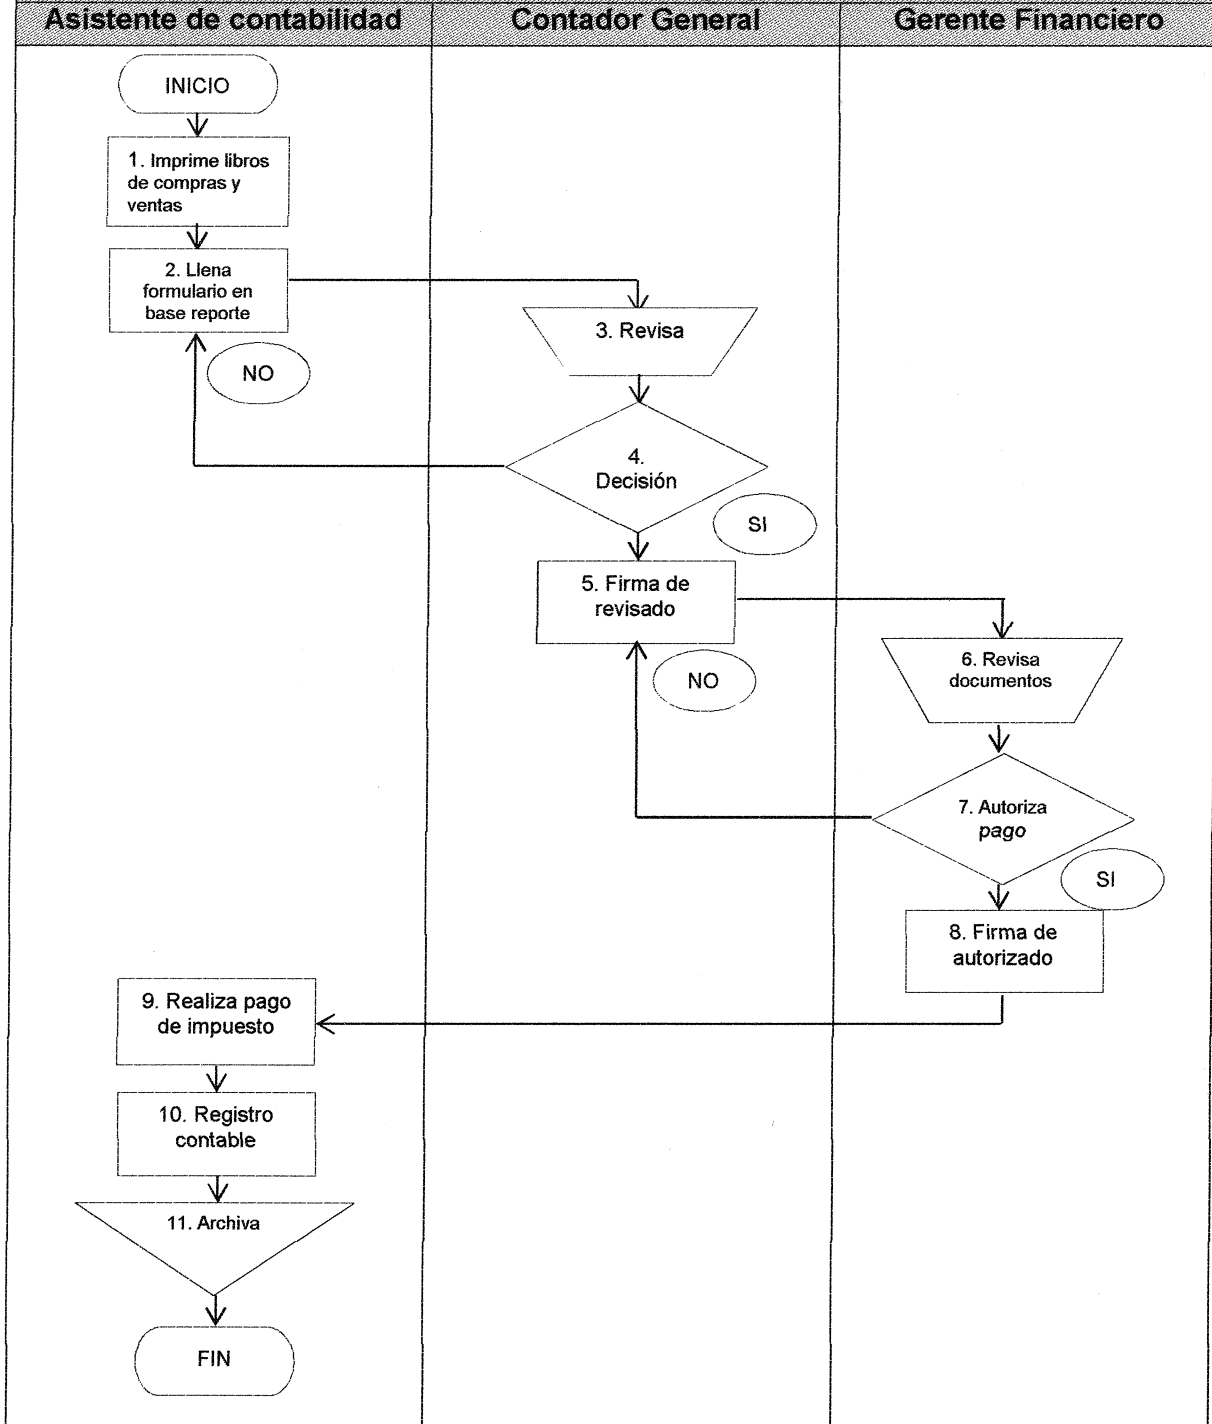 Asistente de contabilidad
Contador General
Gerente Financiero
INICIO
1. Imprime libros
de compras y
ventas
2. Llena
formulario en
base reporte
3. Revisa
NO
4.
Decisión
SI
5. Firma de
revisado
6. Revisa
documentos
NO
7. Autoriza
pago
SI
8. Firma de
autorizado
9. Realiza pago
de impuesto
10. Registro
contable
11. Archiva
FIN